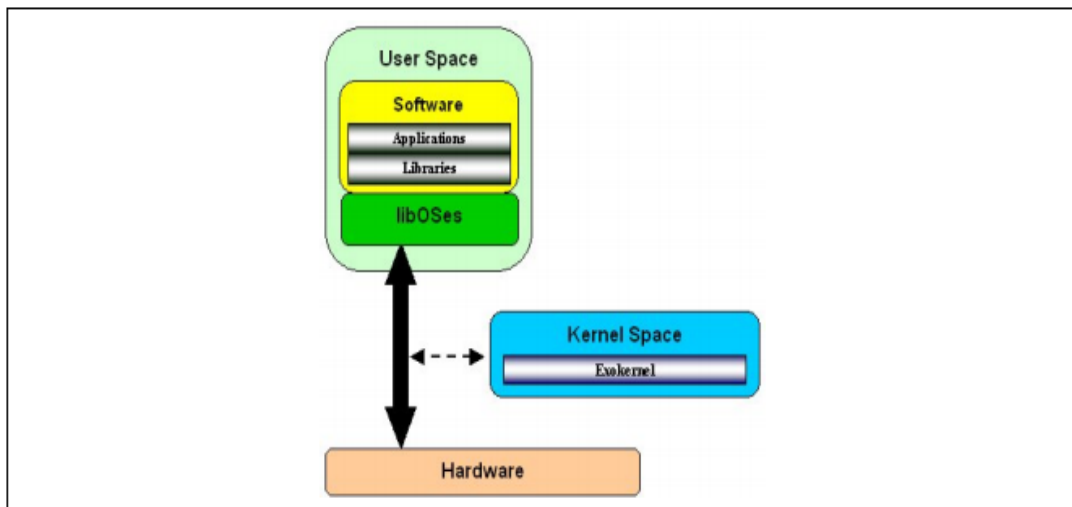 User Space
Software
Applications
Libraries
libOSes
Kernel Space
Exokernel
Hardware